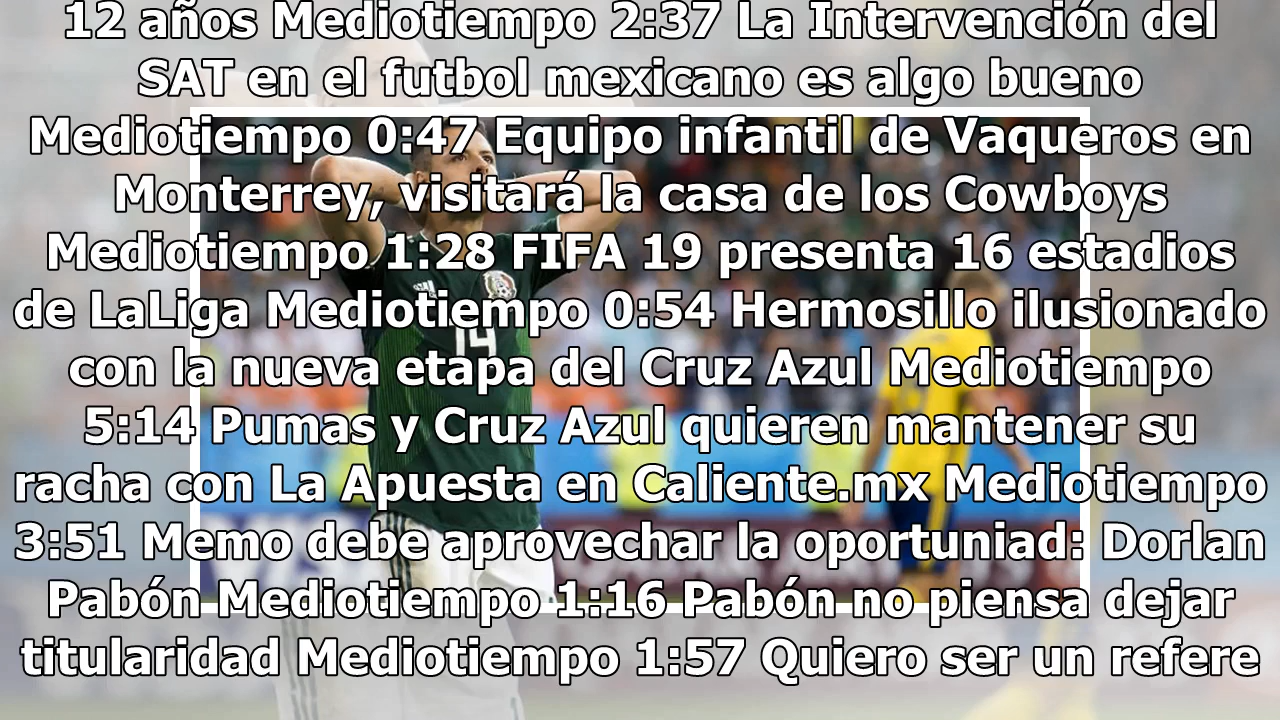 12 años Mediotiempo 2:37 La Intervención del
SAT en el futbol mexicano es algo bueno
Mediotiempo 0:47 Equipo infantil de Vaqueros en
Monterrey, visitará la casa de los Cowboys
Mediotiempo 1:28 FIFA 19 presenta 16 estadios
de LaLiga Mediotiempo 0:54 Hermosillo ilusionado
con la nueva etapa del Cruz Azul Mediotiempo
5:14 Pumas y Cruz Azul quieren mantener su
racha con La Apuesta en Caliente.mx Mediotiempo
3:51 Memo debe aprovechar la oportuniad: Dorlan
Pabón Mediotiempo 1:16 Pabón no piensa dejar
titularidad Mediotiempo 1:57 Quiero ser un refere
14